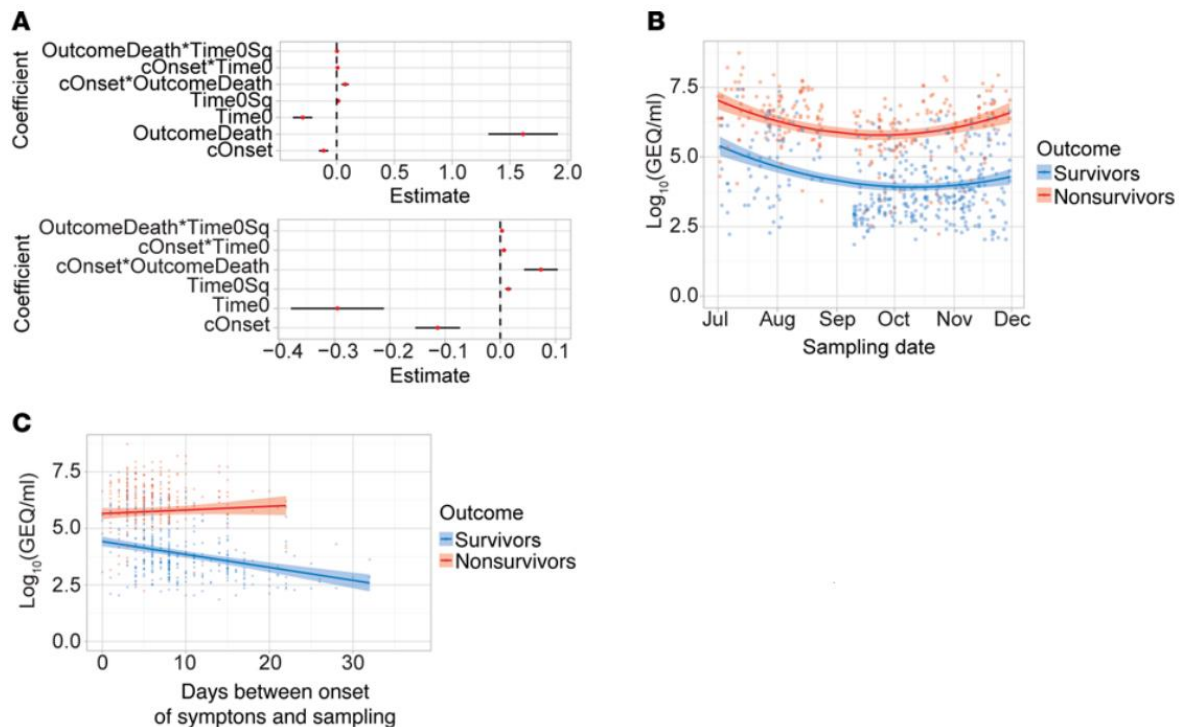 A
Coefficient
OutcomeDeath*Time0Sq
cOnset*Time0
cOnset*OutcomeDeath
Time0Sq
Time0
OutcomeDeath
cOnset
0.0 0.5 1.0 1.5 2.0
Estimate
Coefficient
OutcomeDeath*Time0Sq
cOnset*Time0
cOnset*OutcomeDeath
Time0Sq
Time0
cOnset
−0.4 −0.3 −0.1 0.0 0.1
Estimate
B
Log10(GEQ/ml)
7.5
5.0
2.5
0.0
Jul Aug Sep Oct Nov Dec
Sampling date
Outcome
Survivors
Nonsurvivors
C
Log10(GEQ/ml)
7.5
5.0
2.5
0.0
0 10 20 30
Days between onset
of symptons and sampling
Outcome
Survivors
Nonsurvivors